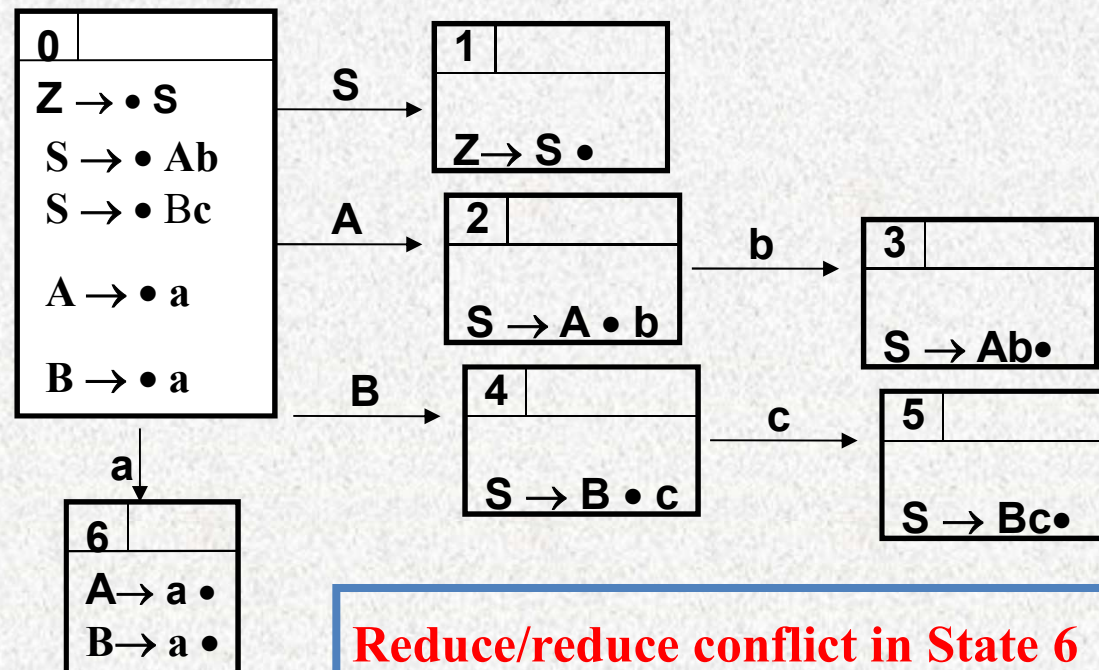 0
Z → • S
S → • Ab
S → • Bc
A → • a
B → • a
S
1
Z→ S •
A
2
S → A • b
b
3
S → Ab•
B
4
S → B • c
c
5
S → Bc•
a
6
A→ a •
B→ a •
Reduce/reduce conflict in State 6